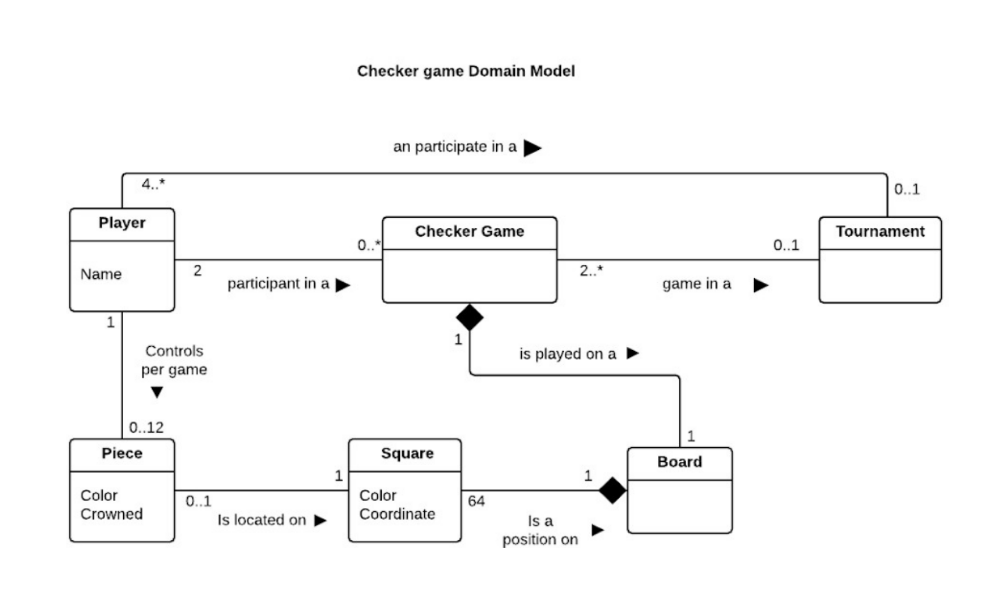 Checker game Domain Model
an participate in a
4..*
0..1
Player
Checker Game
Tournament
0..*
0..1
Name
2
2..*
participant in a
game in a
1
1
Controls
per game
is played on a
0..12
1
Piece
Square
Board
1
1
Color
Crowned
0..1
Color
Coordinate
64
Is located on
Is a
position on